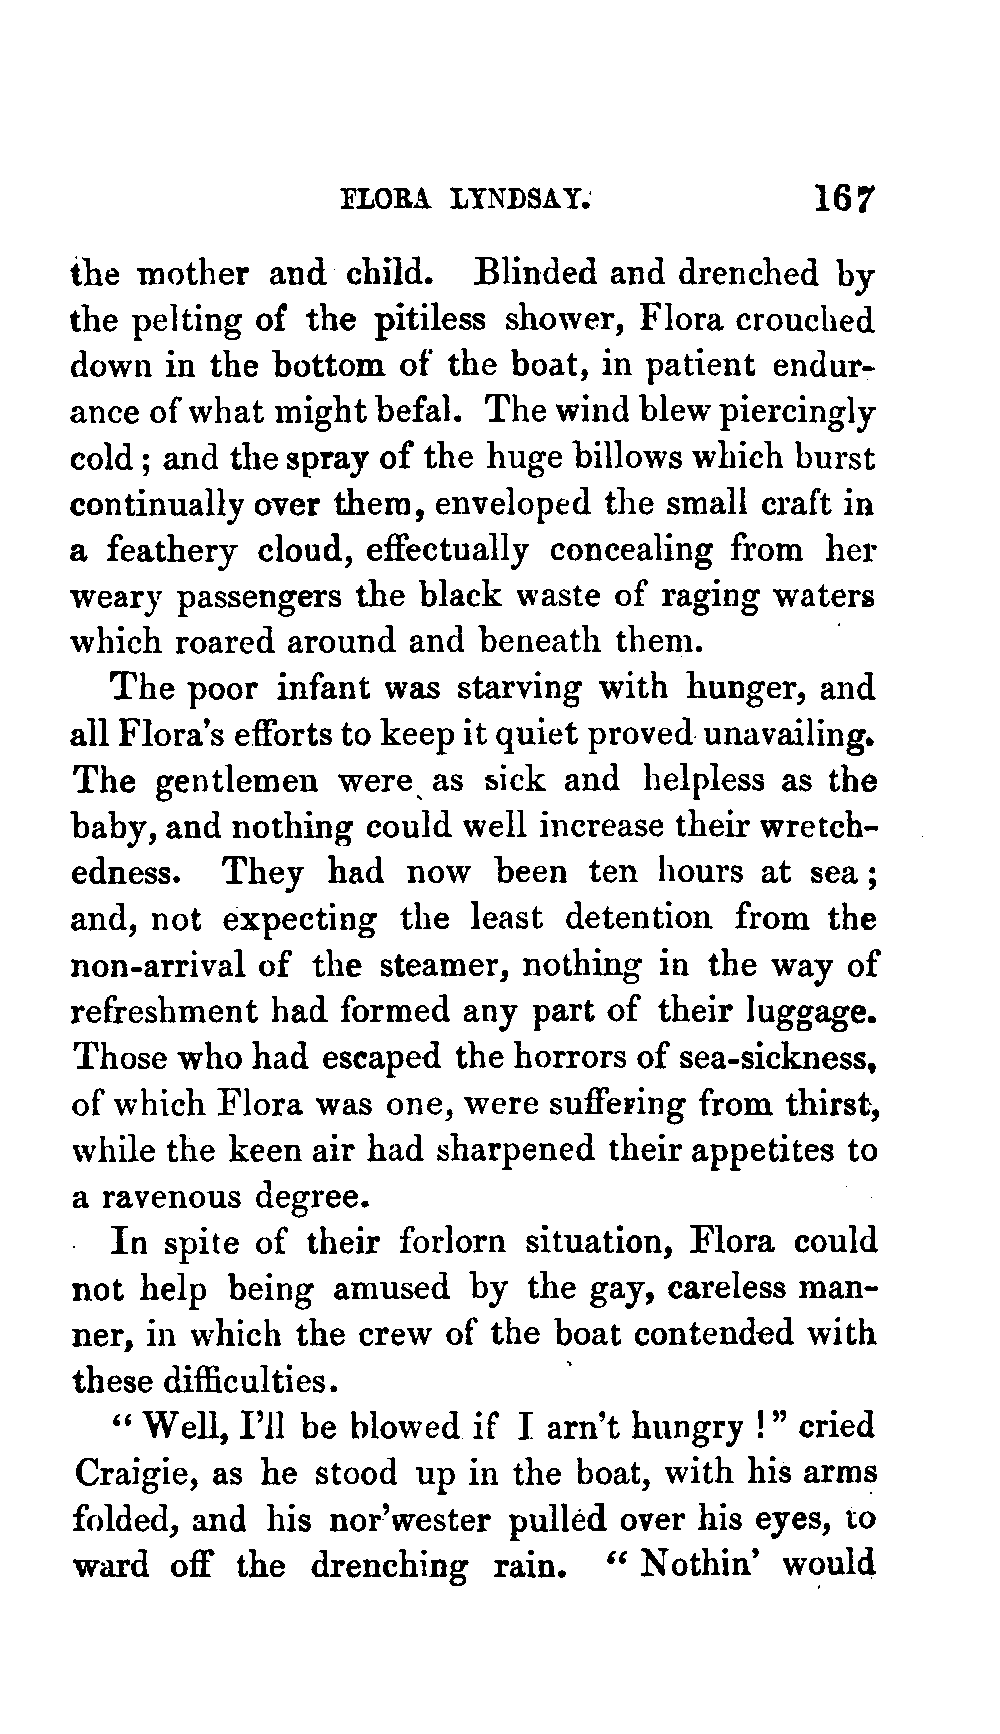 FLORA LYNDSAY. 167
the mother and child. Blinded and drenched by
the pelting of the pitiless shower, Flora crouched
down in the bottom of the boat, in patient endur-
ance of what might befal. The wind blew piercingly
cold ; and the spray of the huge billows which burst
continually over them, enveloped the small craft in
a feathery cloud, effectually concealing from her
weary passengers the black waste of raging waters
which roared around and beneath them.
The poor infant was starving with hunger, and
all Flora's efforts to keep it quiet proved unavailing.
The gentlemen were as sick and helpless as the
baby, and nothing could well increase their wretch-
edness. They had now been ten hours at sea ;
and, not expecting the least detention from the
non-arrival of the steamer, nothing in the way of
refreshment had formed any part of their luggage.
Those who had escaped the horrors of sea-sickness,
of which Flora was one, were suffering from thirst,
while the keen air had sharpened their appetites to
a ravenous degree.
In spite of their forlorn situation, Flora could
not help being amused by the gay, careless man-
ner, in which the crew of the boat contended with
these difficulties.
“ Well, I'll be blowed if I arn't hungry !” cried
Craigie, as he stood up in the boat, with his arms
folded, and his nor'wester pulled over his eyes, to
ward off the drenching rain. “ Nothin' would